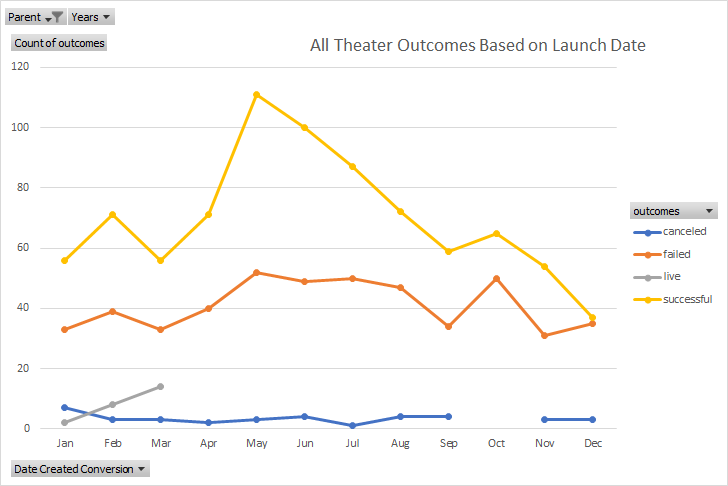 Parent Years
Count of outcomes
All Theater Outcomes Based on Launch Date
120
100
80
60
40
20
0
Jan Feb Mar Apr May Jun Jul Aug Sep Oct Nov Dec
outcomes
canceled
failed
live
successful
Date Created Conversion